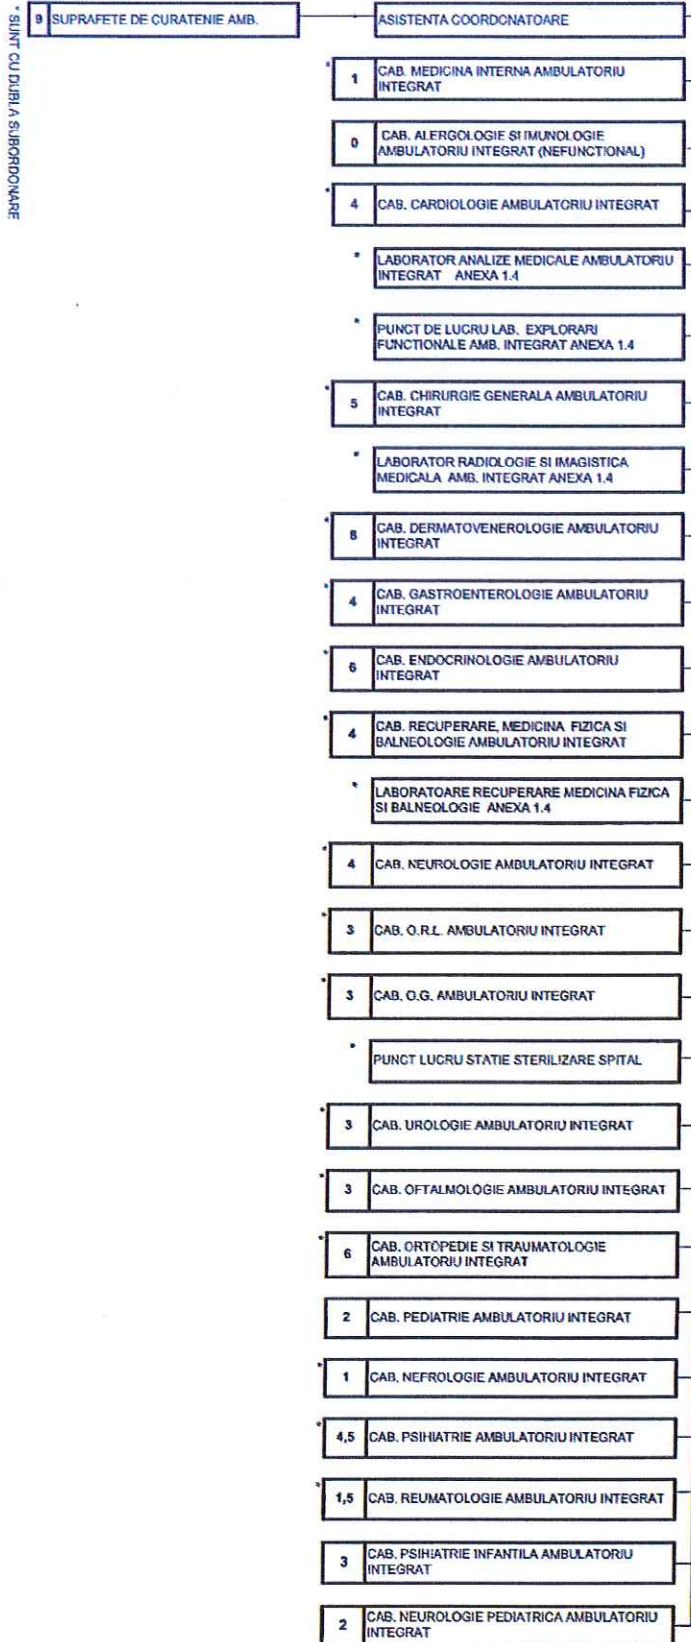 9 SUPRAFETE DE CURATENIE AMB.
* ASISTENTA COORDONATOARE
* SUNT CU DUBLA SUBORDONARE
* 1 CAB. MEDICINA INTERNA AMBULATORIU
INTEGRAT
0 CAB. ALERGOLOGIE SI IMUNOLOGIE
AMBULATORIU INTEGRAT (NEFUNCTIONAL)
* 4 CAB. CARDIOLOGIE AMBULATORIU INTEGRAT
* LABORATOR ANALIZE MEDICALE AMBULATORIU
INTEGRAT ANEXA 1.4
* PUNCT DE LUCRU LAB. EXPLORARI
FUNCTIONALE AMB. INTEGRAT ANEXA 1.4
* 5 CAB. CHIRURGIE GENERALA AMBULATORIU
INTEGRAT
* LABORATOR RADIOLOGIE SI IMAGISTICA
MEDICALA AMB. INTEGRAT ANEXA 1.4
* 8 CAB. DERMATOVENEROLOGIE AMBULATORIU
INTEGRAT
* 4 CAB. GASTROENTEROLOGIE AMBULATORIU
INTEGRAT
* 6 CAB. ENDOCRINOLOGIE AMBULATORIU
INTEGRAT
* 4 CAB. RECUPERARE, MEDICINA FIZICA SI
BALNEOLOGIE AMBULATORIU INTEGRAT
* LABORATOARE RECUPERARE MEDICINA FIZICA
SI BALNEOLOGIE ANEXA 1.4
* 4 CAB. NEUROLOGIE AMBULATORIU INTEGRAT
* 3 CAB. O.R.L. AMBULATORIU INTEGRAT
* 3 CAB. O.G. AMBULATORIU INTEGRAT
* PUNCT LUCRU STATIE STERILIZARE SPITAL
* 3 CAB. UROLOGIE AMBULATORIU INTEGRAT
* 3 CAB. OFTALMOLOGIE AMBULATORIU INTEGRAT
* 6 CAB. ORTOPEDIE SI TRAUMATOLOGIE
AMBULATORIU INTEGRAT
2 CAB. PEDIATRIE AMBULATORIU INTEGRAT
* 1 CAB. NEFROLOGIE AMBULATORIU INTEGRAT
* 4,5 CAB. PSIHIATRIE AMBULATORIU INTEGRAT
* 1,5 CAB. REUMATOLOGIE AMBULATORIU INTEGRAT
3 CAB. PSIHIATRIE INFANTILA AMBULATORIU
INTEGRAT
2 CAB. NEUROLOGIE PEDIATRICA AMBULATORIU
INTEGRAT